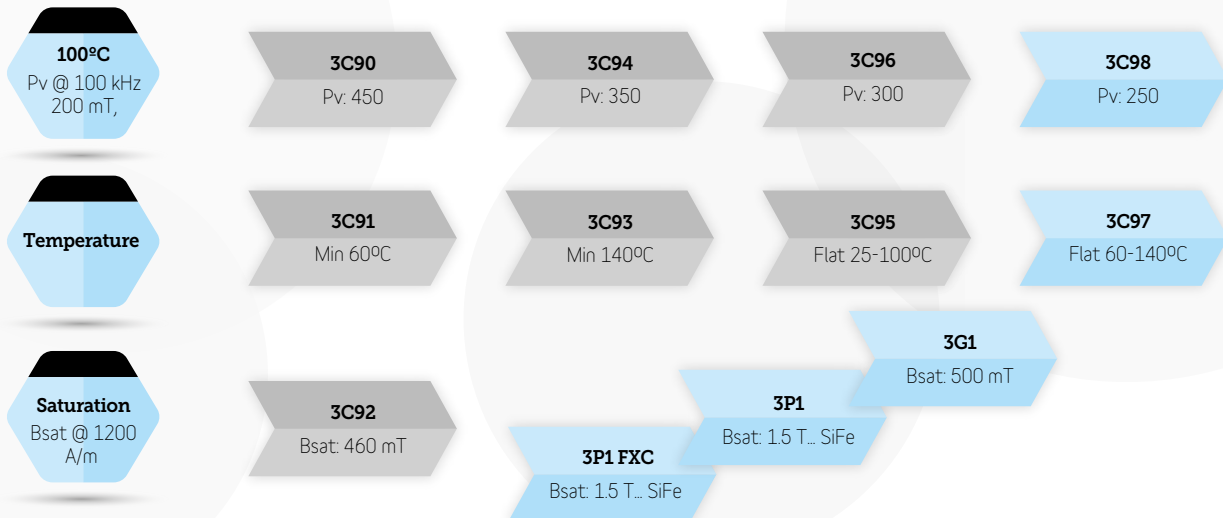 100ºC
Pv @ 100 kHz
200 mT,
3C90
Pv: 450
3C94
Pv: 350
3C96
Pv: 300
3C98
Pv: 250
Temperature
3C91
Min 60ºC
3C93
Min 140ºC
3C95
Flat 25-100ºC
3C97
Flat 60-140ºC
Saturation
Bsat @ 1200
A/m
3C92
Bsat: 460 mT
3P1 FXC
Bsat: 1.5 T... SiFe
3P1
Bsat: 1.5 T... SiFe
3G1
Bsat: 500 mT